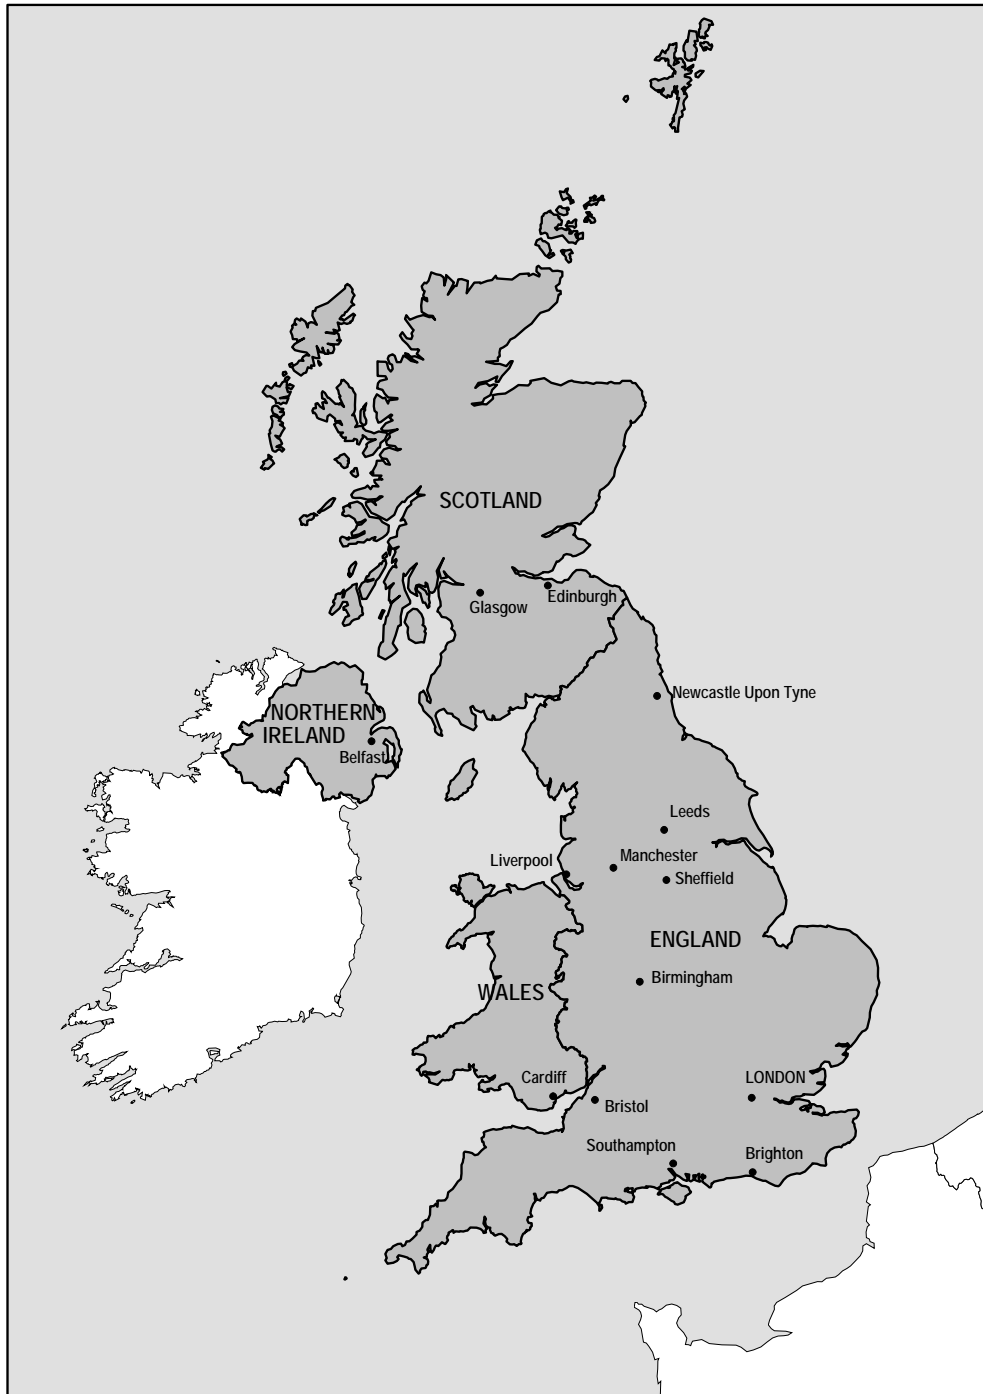 SCOTLAND
Edinburgh
Glasgow
Newcastle Upon Tyne
NORTHERN
IRELAND
Belfast
Leeds
Liverpool
Manchester
Sheffield
ENGLAND
Birmingham
WALES
Cardiff
LONDON
Bristol
Southampton
Brighton